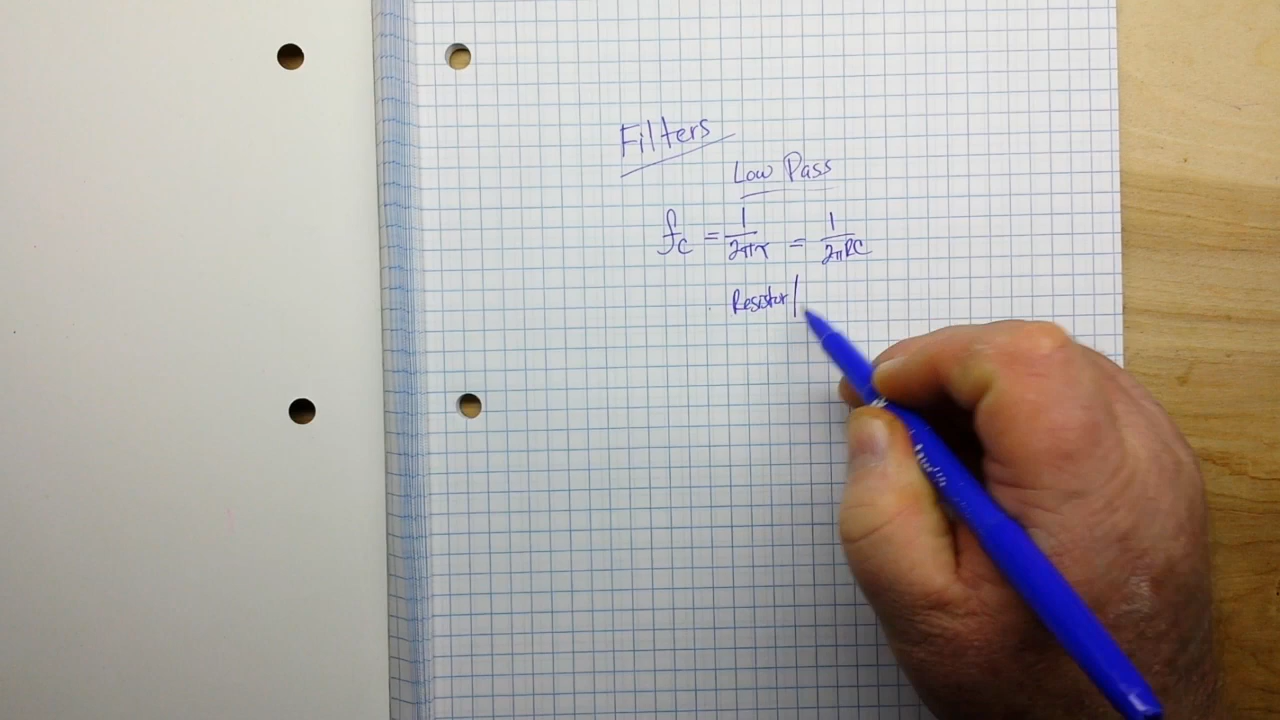 Filters
Low Pass
fc = 1/2πτ = 1/2πRC
Resistor/